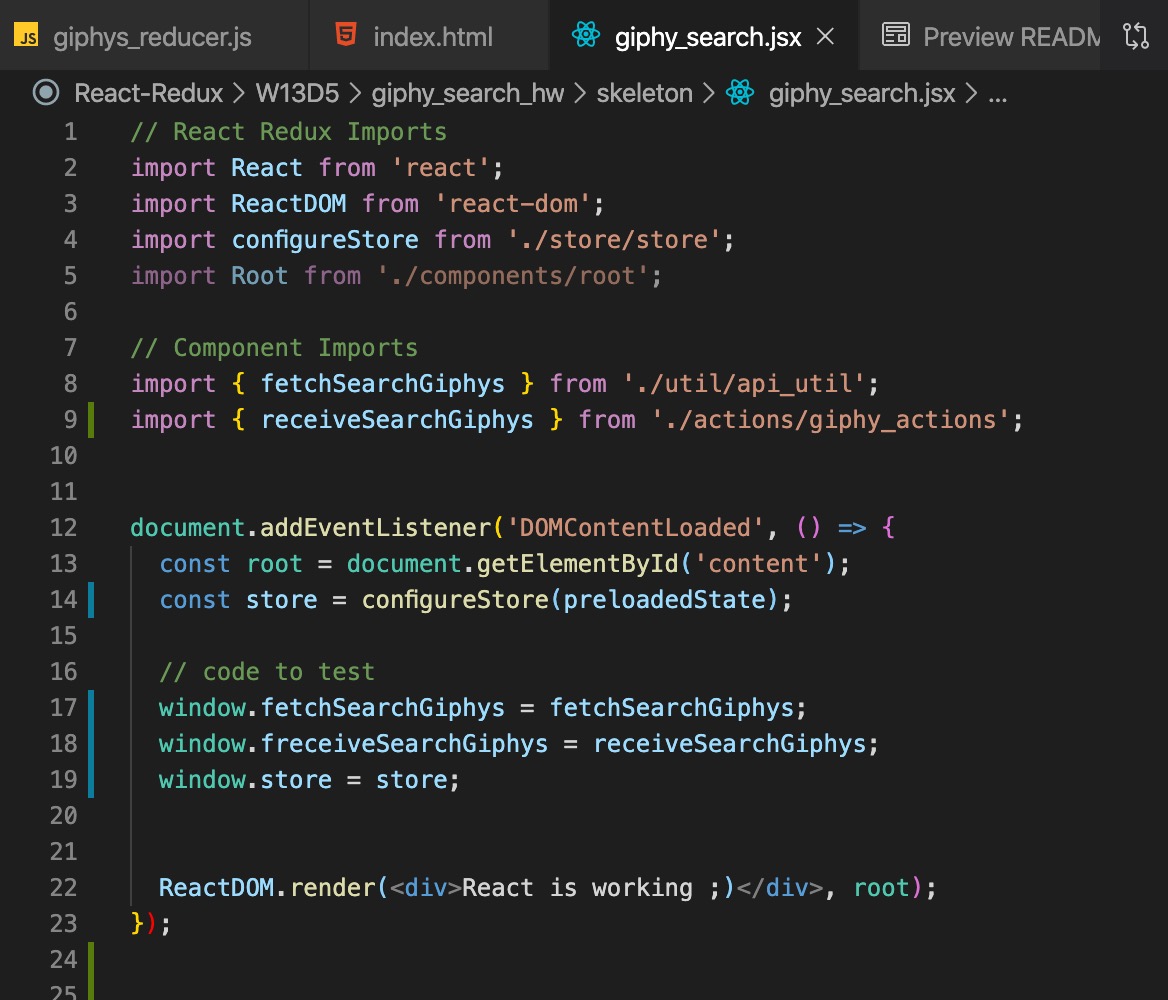 JS giphys_reducer.js index.html giphy_search.jsx Preview READM
React-Redux > W13D5 > giphy_search_hw > skeleton > giphy_search.jsx > ...
1 // React Redux Imports
2 import React from 'react';
3 import ReactDOM from 'react-dom';
4 import configureStore from './store/store';
5 import Root from './components/root';
6
7 // Component Imports
8 import { fetchSearchGiphys } from './util/api_util';
9 import { receiveSearchGiphys } from './actions/giphy_actions';
10
11
12 document.addEventListener('DOMContentLoaded', () => {
13   const root = document.getElementById('content');
14   const store = configureStore(preloadedState);
15
16   // code to test
17   window.fetchSearchGiphys = fetchSearchGiphys;
18   window.freceiveSearchGiphys = receiveSearchGiphys;
19   window.store = store;
20
21
22   ReactDOM.render(<div>React is working ;)</div>, root);
23 });
24
25